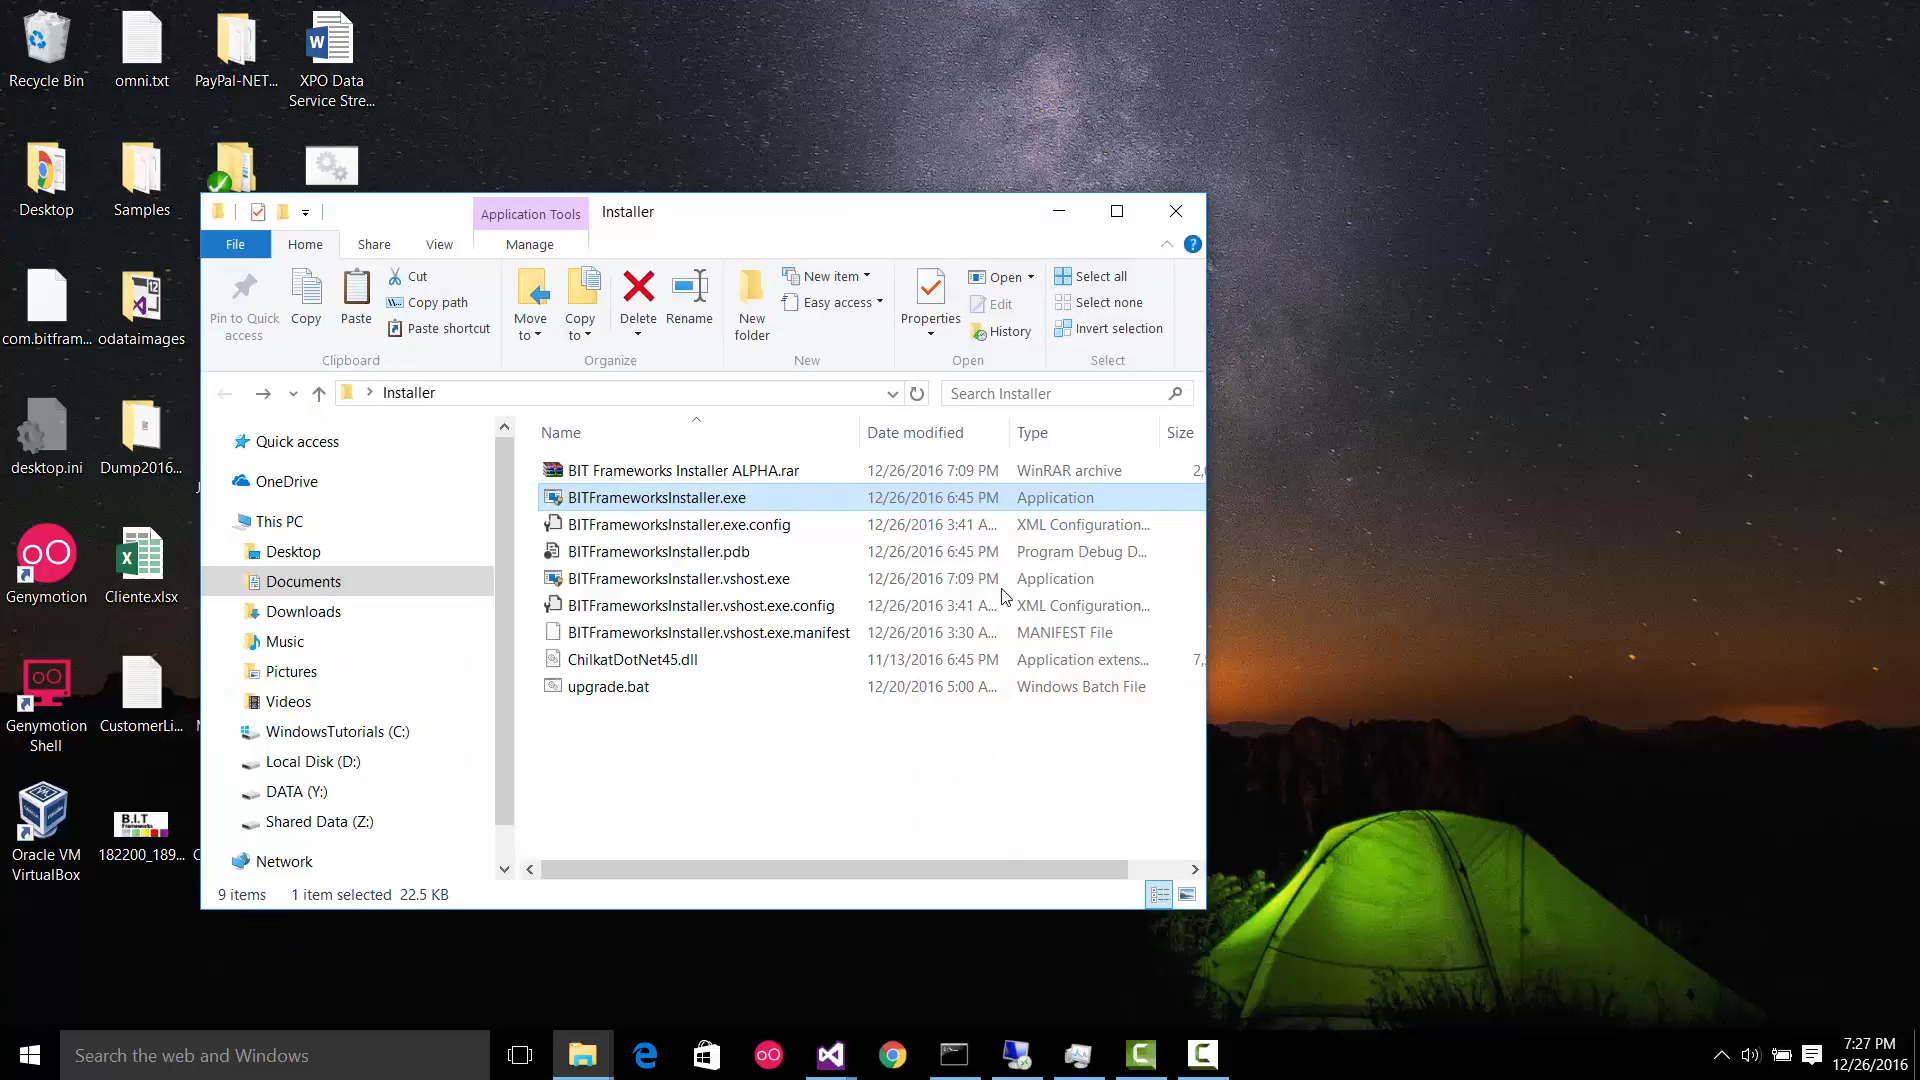 Recycle Bin
omni.txt
PayPal-NET...
XPO Data
Service Stre...
Desktop
Samples
com.bitfram...
odataimages
desktop.ini
Dump2016...
Genymotion
Cliente.xlsx
Genymotion
Shell
CustomerLi...
Oracle VM
VirtualBox
B.I.T
Frameworks
182200_189...
Application Tools
Installer
File
Home
Share
View
Manage
Pin to Quick
access
Copy
Paste
Cut
Copy path
Paste shortcut
Clipboard
Move
to
Copy
to
Delete
Rename
Organize
New
folder
New item
Easy access
New
Properties
Open
Edit
History
Open
Select all
Select none
Invert selection
Select
Installer
Search Installer
Quick access
OneDrive
This PC
Desktop
Documents
Downloads
Music
Pictures
Videos
WindowsTutorials (C:)
Local Disk (D:)
DATA (Y:)
Shared Data (Z:)
Network
Name Date modified Type Size
BIT Frameworks Installer ALPHA.rar 12/26/2016 7:09 PM WinRAR archive 2,
BITFrameworksInstaller.exe 12/26/2016 6:45 PM Application
BITFrameworksInstaller.exe.config 12/26/2016 3:41 A... XML Configuration...
BITFrameworksInstaller.pdb 12/26/2016 6:45 PM Program Debug D...
BITFrameworksInstaller.vshost.exe 12/26/2016 7:09 PM Application
BITFrameworksInstaller.vshost.exe.config 12/26/2016 3:41 A... XML Configuration...
BITFrameworksInstaller.vshost.exe.manifest 12/26/2016 3:30 A... MANIFEST File
ChilkatDotNet45.dll 11/13/2016 6:45 PM Application extens... 7,
upgrade.bat 12/20/2016 5:00 A... Windows Batch File
9 items 1 item selected 22.5 KB
Search the web and Windows
7:27 PM
12/26/2016